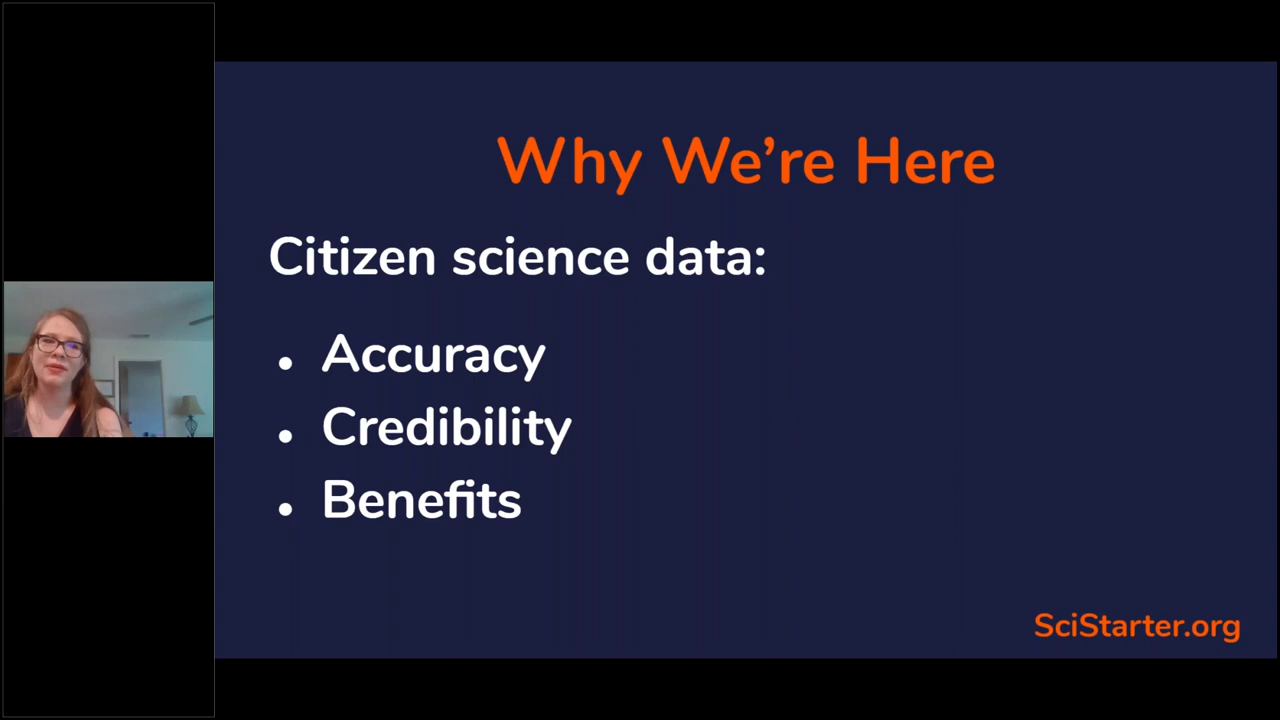 Why We’re Here
Citizen science data:
• Accuracy
• Credibility
• Benefits
SciStarter.org